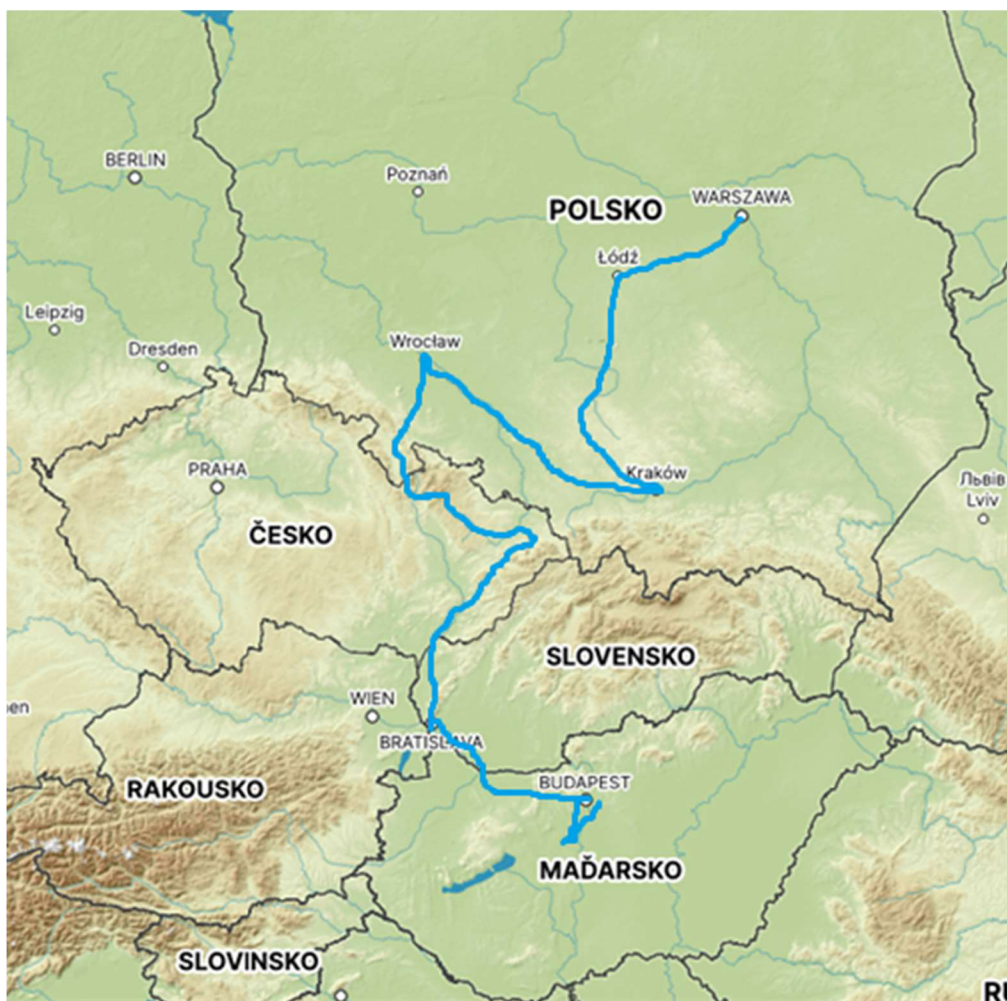 BERLIN
Poznań
POLSKO
WARSZAWA
Łódź
Leipzig
Dresden
Wrocław
PRAHA
Kraków
Львів
Lviv
ČESKO
SLOVENSKO
WIEN
BRATISLAVA
RAKOUSKO
BUDAPEST
MAĎARSKO
SLOVINSKO